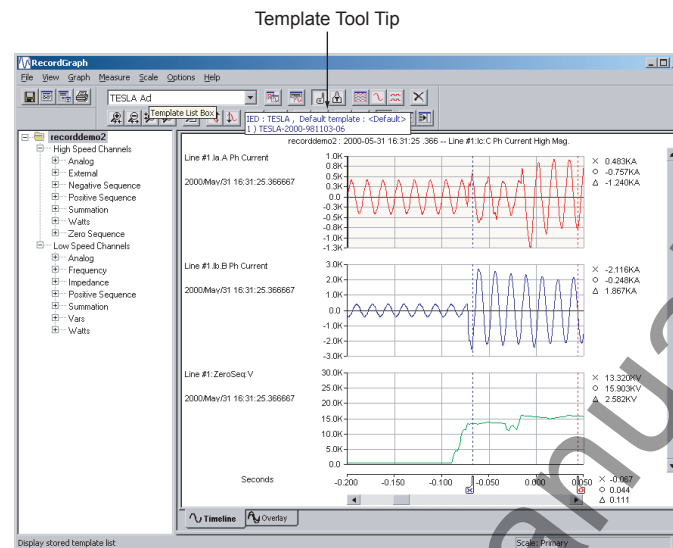 Template Tool Tip
RecordGraph
File View Graph Measure Scale Options Help
TESLA Ad
Template List Box
IED : TESLA , Default template : <Default>
1 ) TESLA-2000-981103-06
recorddemo2
High Speed Channels
Analog
External
Negative Sequence
Positive Sequence
Summation
Watts
Zero Sequence
Low Speed Channels
Analog
Frequency
Impedance
Positive Sequence
Summation
Vars
Watts
recorddemo2 : 2000-05-31 16:31:25 .366 -- Line #1:Ic:C Ph Current High Mag.
Line #1.Ia.A Ph Current
2000/May/31 16:31:25.366667
1.0K
0.8K
0.5K
0.3K
0.0
-0.3K
-0.5K
-0.8K
-1.0K
-1.3K
× 0.483KA
○ -0.757KA
Δ -1.240KA
Line #1.Ib.B Ph Current
2000/May/31 16:31:25.366667
3.0K
2.0K
1.0K
0.0
-1.0K
-2.0K
-3.0K
× -2.116KA
○ -0.248KA
Δ 1.867KA
Line #1:ZeroSeq:V
2000/May/31 16:31:25.366667
30.0K
25.0K
20.0K
15.0K
10.0K
5.0K
0.0
× 13.320KV
○ 15.903KV
Δ 2.582KV
Seconds
-0.200 -0.150 -0.100 -0.050 0.000 0.050
× -0.067
○ 0.044
Δ 0.111
Timeline Overlay
Display stored template list
Scale: Primary